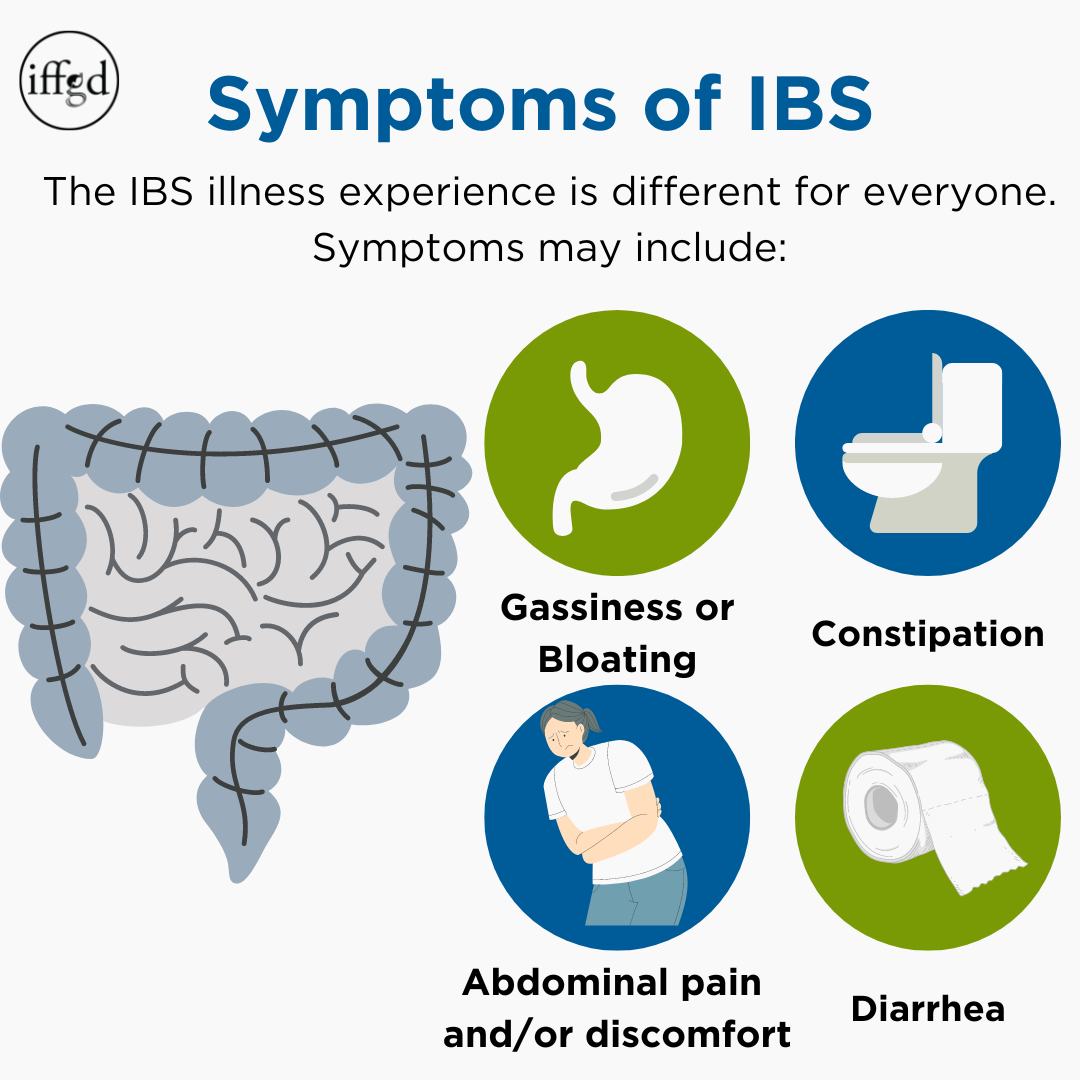 iffgd
Symptoms of IBS
The IBS illness experience is different for everyone.
Symptoms may include:
Gassiness or
Bloating
Constipation
Abdominal pain
and/or discomfort
Diarrhea